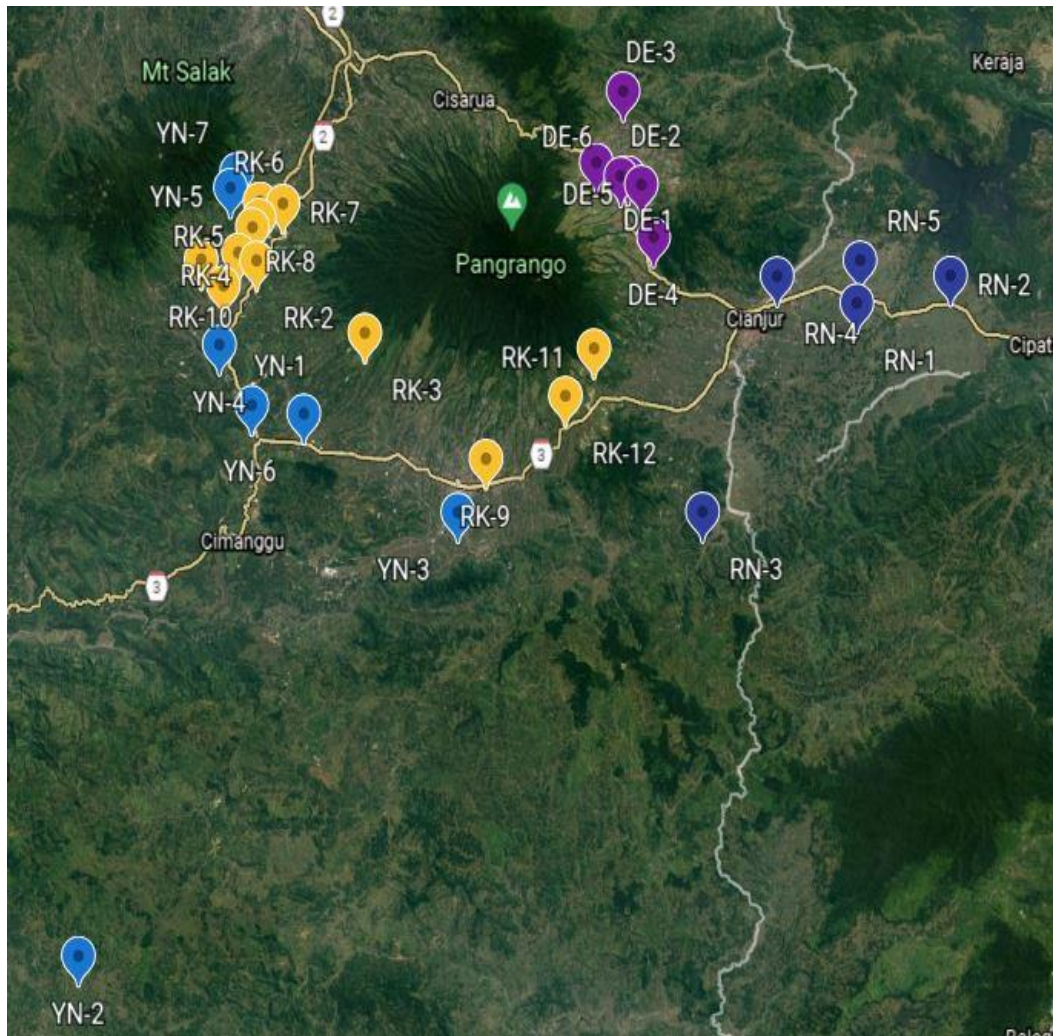 2
Mt Salak
Keraja
DE-3
Cisarua
2
YN-7
RK-6
DE-6
DE-2
YN-5
DE-5
RK-7
DE-1
RK-5
RK-8
Pangrango
RN-5
RK-4
DE-4
RN-2
RK-10
RK-2
Cianjur
RN-4
Cipat
YN-1
RK-11
RN-1
YN-4
RK-3
YN-6
3
RK-12
RK-9
Cimanggu
YN-3
RN-3
3
YN-2